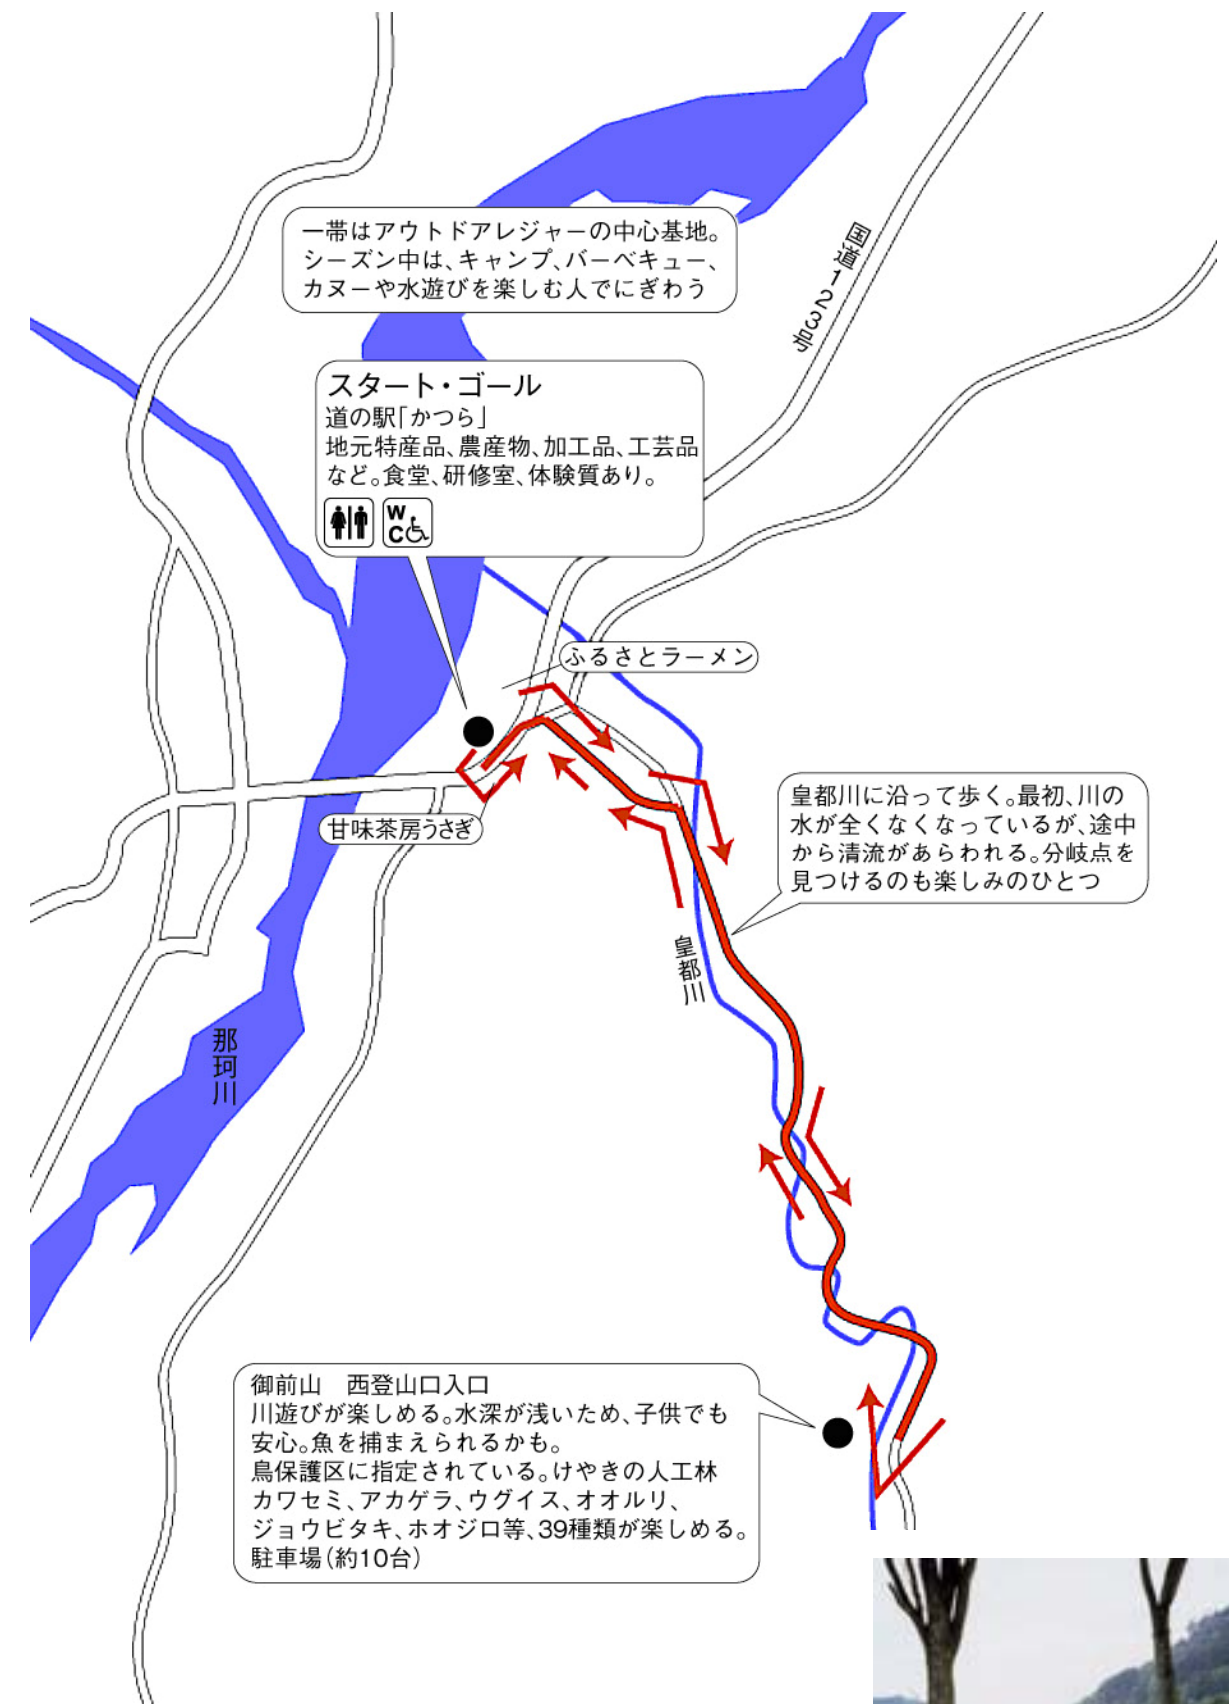 一帯はアウトドアレジャーの中心基地。
シーズン中は、キャンプ、バーベキュー、
カヌーや水遊びを楽しむ人でにぎわう
国道123号
スタート・ゴール
道の駅「かつら」
地元特産品、農産物、加工品、工芸品
など。食堂、研修室、体験質あり。
WC
ふるさとラーメン
甘味茶房うさぎ
皇都川に沿って歩く。最初、川の
水が全くなくなっているが、途中
から清流があらわれる。分岐点を
見つけるのも楽しみのひとつ
皇都川
那珂川
御前山　西登山口入口
川遊びが楽しめる。水深が浅いため、子供でも
安心。魚を捕まえられるかも。
鳥保護区に指定されている。けやきの人工林
カワセミ、アカゲラ、ウグイス、オオルリ、
ジョウビタキ、ホオジロ等、39種類が楽しめる。
駐車場（約10台）